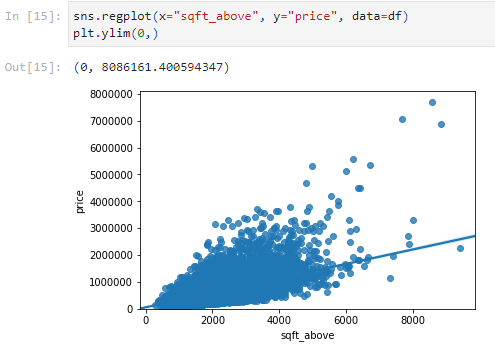 In [15]: sns.regplot(x="sqft_above", y="price", data=df)
plt.ylim(0,)
Out[15]: (0, 8086161.400594347)
8000000
7000000
6000000
5000000
4000000
3000000
2000000
1000000
0
price
0 2000 4000 6000 8000
sqft_above